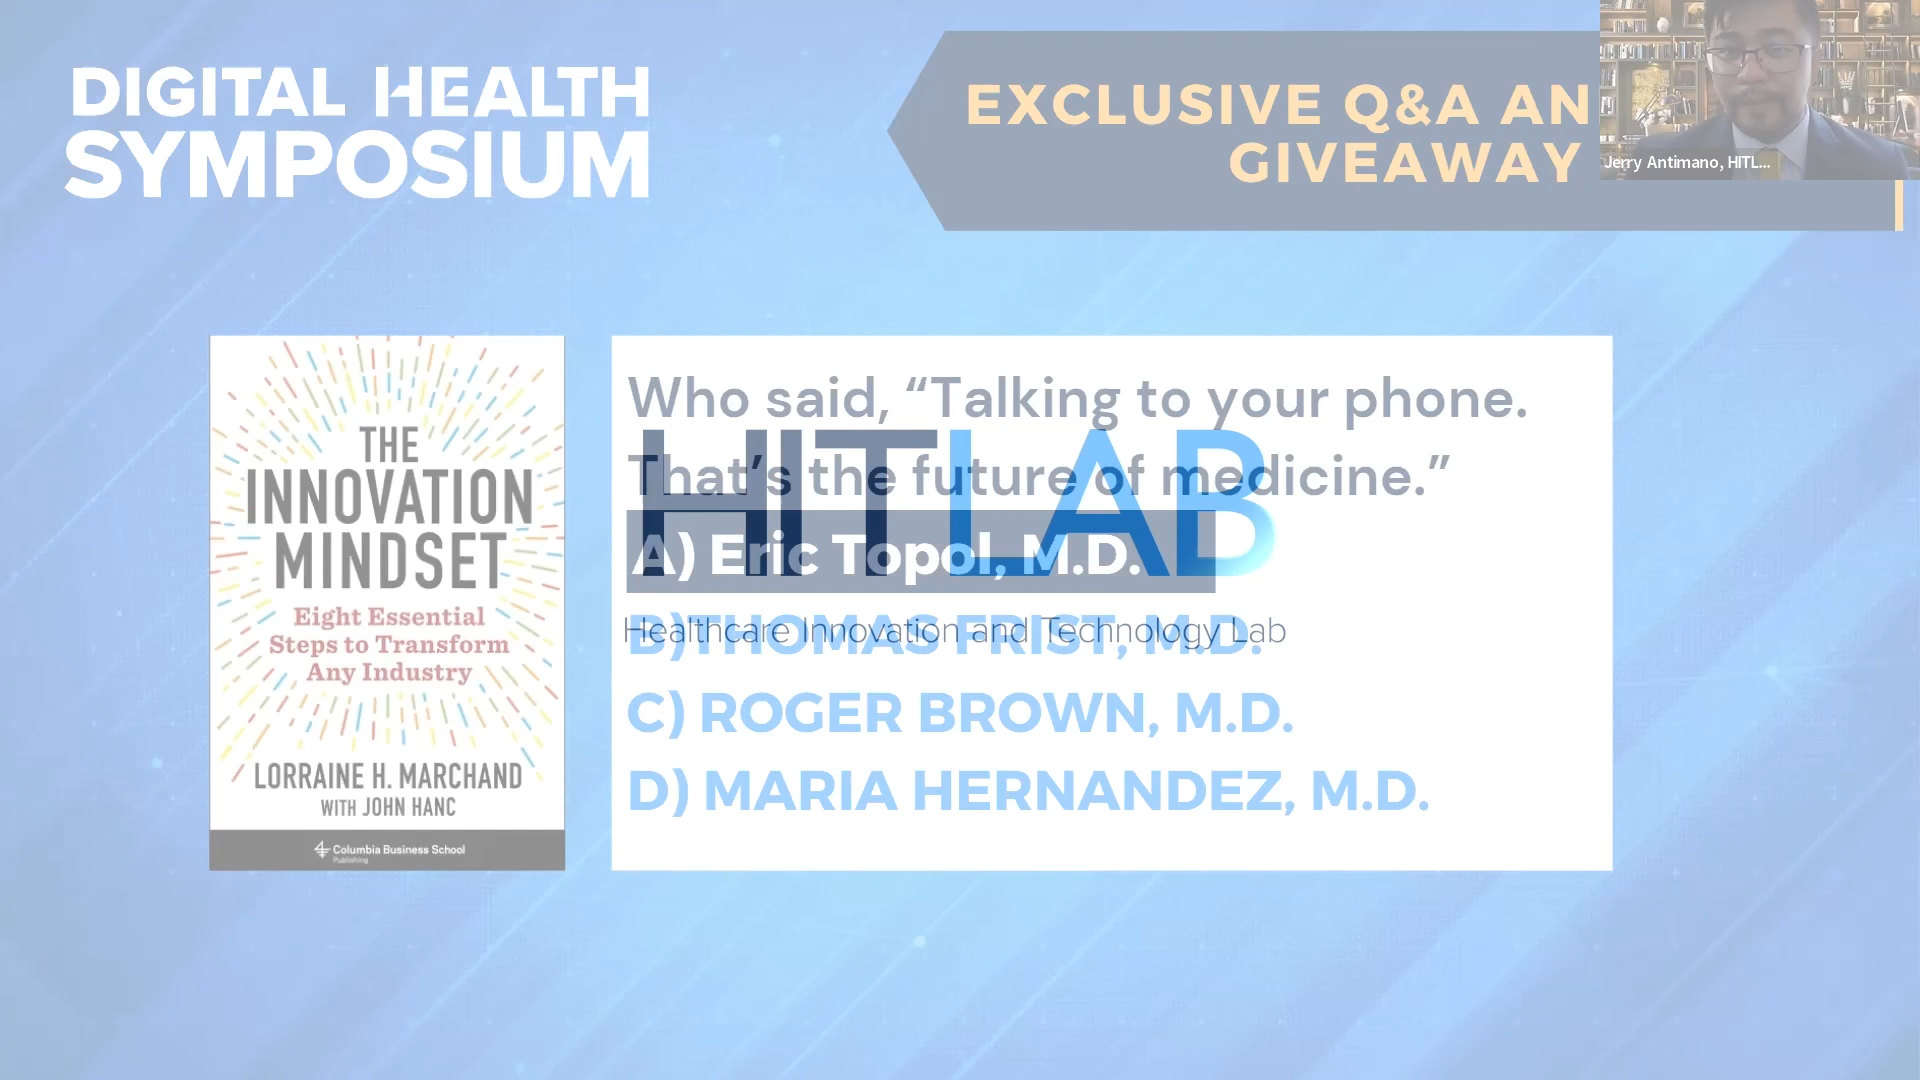 DIGITAL HEALTH
SYMPOSIUM
EXCLUSIVE Q&A AN
GIVEAWAY
Jerry Antimano, HITL...
THE
INNOVATION
MINDSET
Eight Essential
Steps to Transform
Any Industry
LORRAINE H. MARCHAND
WITH JOHN HANC
Columbia Business School
Publishing
Who said, “Talking to your phone.
That’s the future of medicine.”
A) Eric Topol, M.D.
B)THOMAS FRIST, M.D.
C) ROGER BROWN, M.D.
D) MARIA HERNANDEZ, M.D.
HITLAB
Healthcare Innovation and Technology Lab